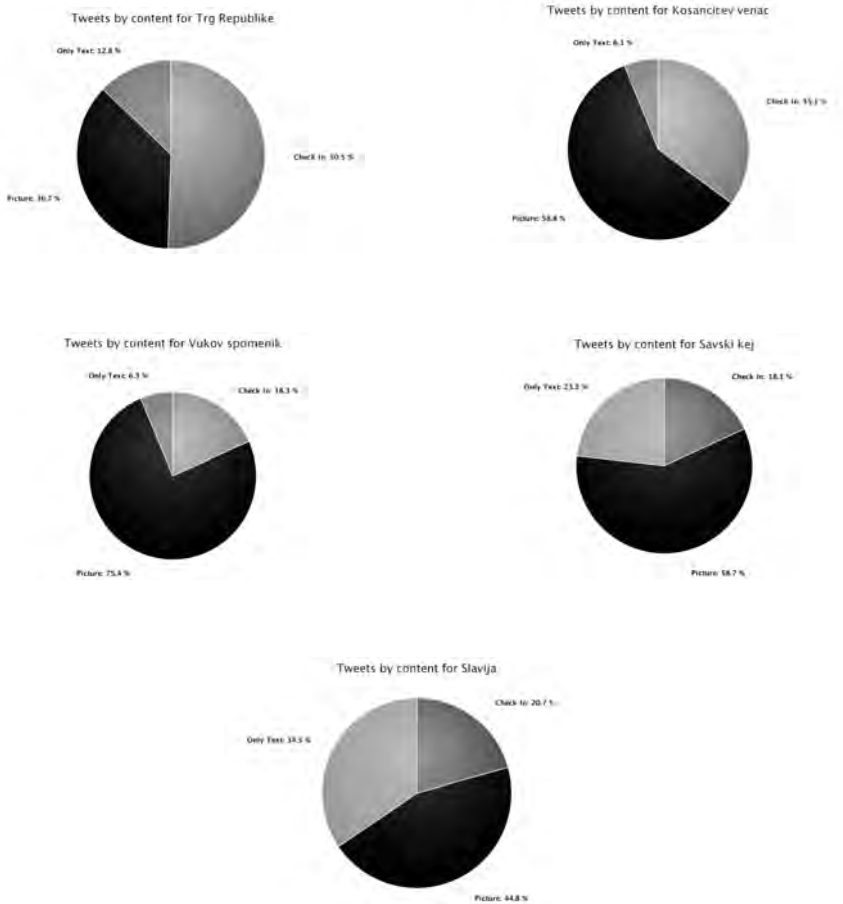 Tweets by content for Trg Republike
Only Text: 12.8 %
Check In: 50.5 %
Picture: 36.7 %
Tweets by content for Kosancicev venac
Only Text: 6.1 %
Check In: 35.1 %
Picture: 58.8 %
Tweets by content for Vukov spomenik
Only Text: 6.3 %
Check In: 18.3 %
Picture: 75.4 %
Tweets by content for Savski kej
Only Text: %
Check In: 18.1 %
Picture: 58.7 %
Tweets by content for Slavija
Only Text: 34.5 %
Check In: 20.7 %
Picture: 44.8 %